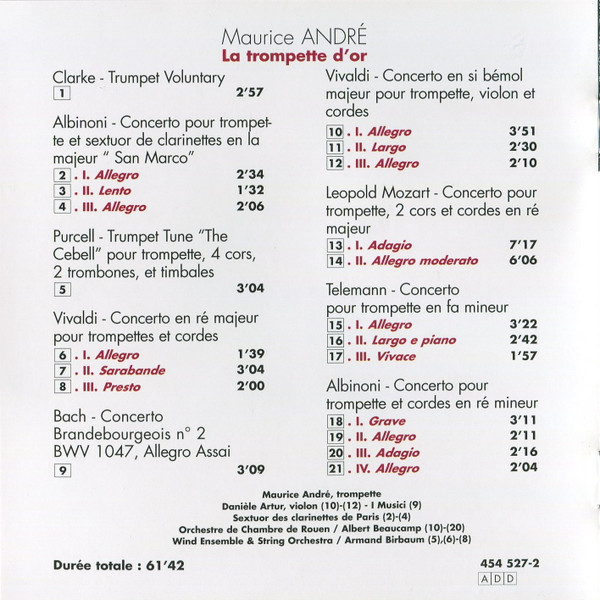 Maurice ANDRÉ
La trompette d'or
Clarke - Trumpet Voluntary
1 2'57
Albinoni - Concerto pour trompet-
te et sextuor de clarinettes en la
majeur " San Marco"
2 . I. Allegro 2'34
3 . II. Lento 1'32
4 . III. Allegro 2'06
Purcell - Trumpet Tune "The
Cebell" pour trompette, 4 cors,
2 trombones, et timbales
5 3'04
Vivaldi - Concerto en ré majeur
pour trompettes et cordes
6 . I. Allegro 1'39
7 . II. Sarabande 3'04
8 . III. Presto 2'00
Bach - Concerto
Brandebourgeois n° 2
BWV 1047, Allegro Assai
9 3'09
Vivaldi - Concerto en si bémol
majeur pour trompette, violon et
cordes
10 . I. Allegro 3'51
11 . II. Largo 2'30
12 . III. Allegro 2'10
Leopold Mozart - Concerto pour
trompette, 2 cors et cordes en ré
majeur
13 . I. Adagio 7'17
14 . II. Allegro moderato 6'06
Telemann - Concerto
pour trompette en fa mineur
15 . I. Allegro 3'22
16 . II. Largo e piano 2'42
17 . III. Vivace 1'57
Albinoni - Concerto pour
trompette et cordes en ré mineur
18 . I. Grave 3'11
19 . II. Allegro 2'11
20 . III. Adagio 2'16
21 . IV. Allegro 2'04
Maurice André, trompette
Danièle Artur, violon (10)-(12) - I Musici (9)
Sextuor des clarinettes de Paris (2)-(4)
Orchestre de Chambre de Rouen / Albert Beaucamp (10)-(20)
Wind Ensemble & String Orchestra / Armand Birbaum (5),(6)-(8)
Durée totale : 61'42
454 527-2
ADD